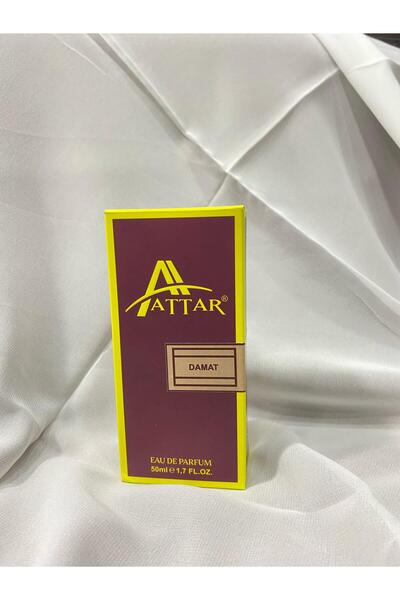 ATTAR®
DAMAT
EAU DE PARFUM
50ml ℮ 1,7 FL.OZ.